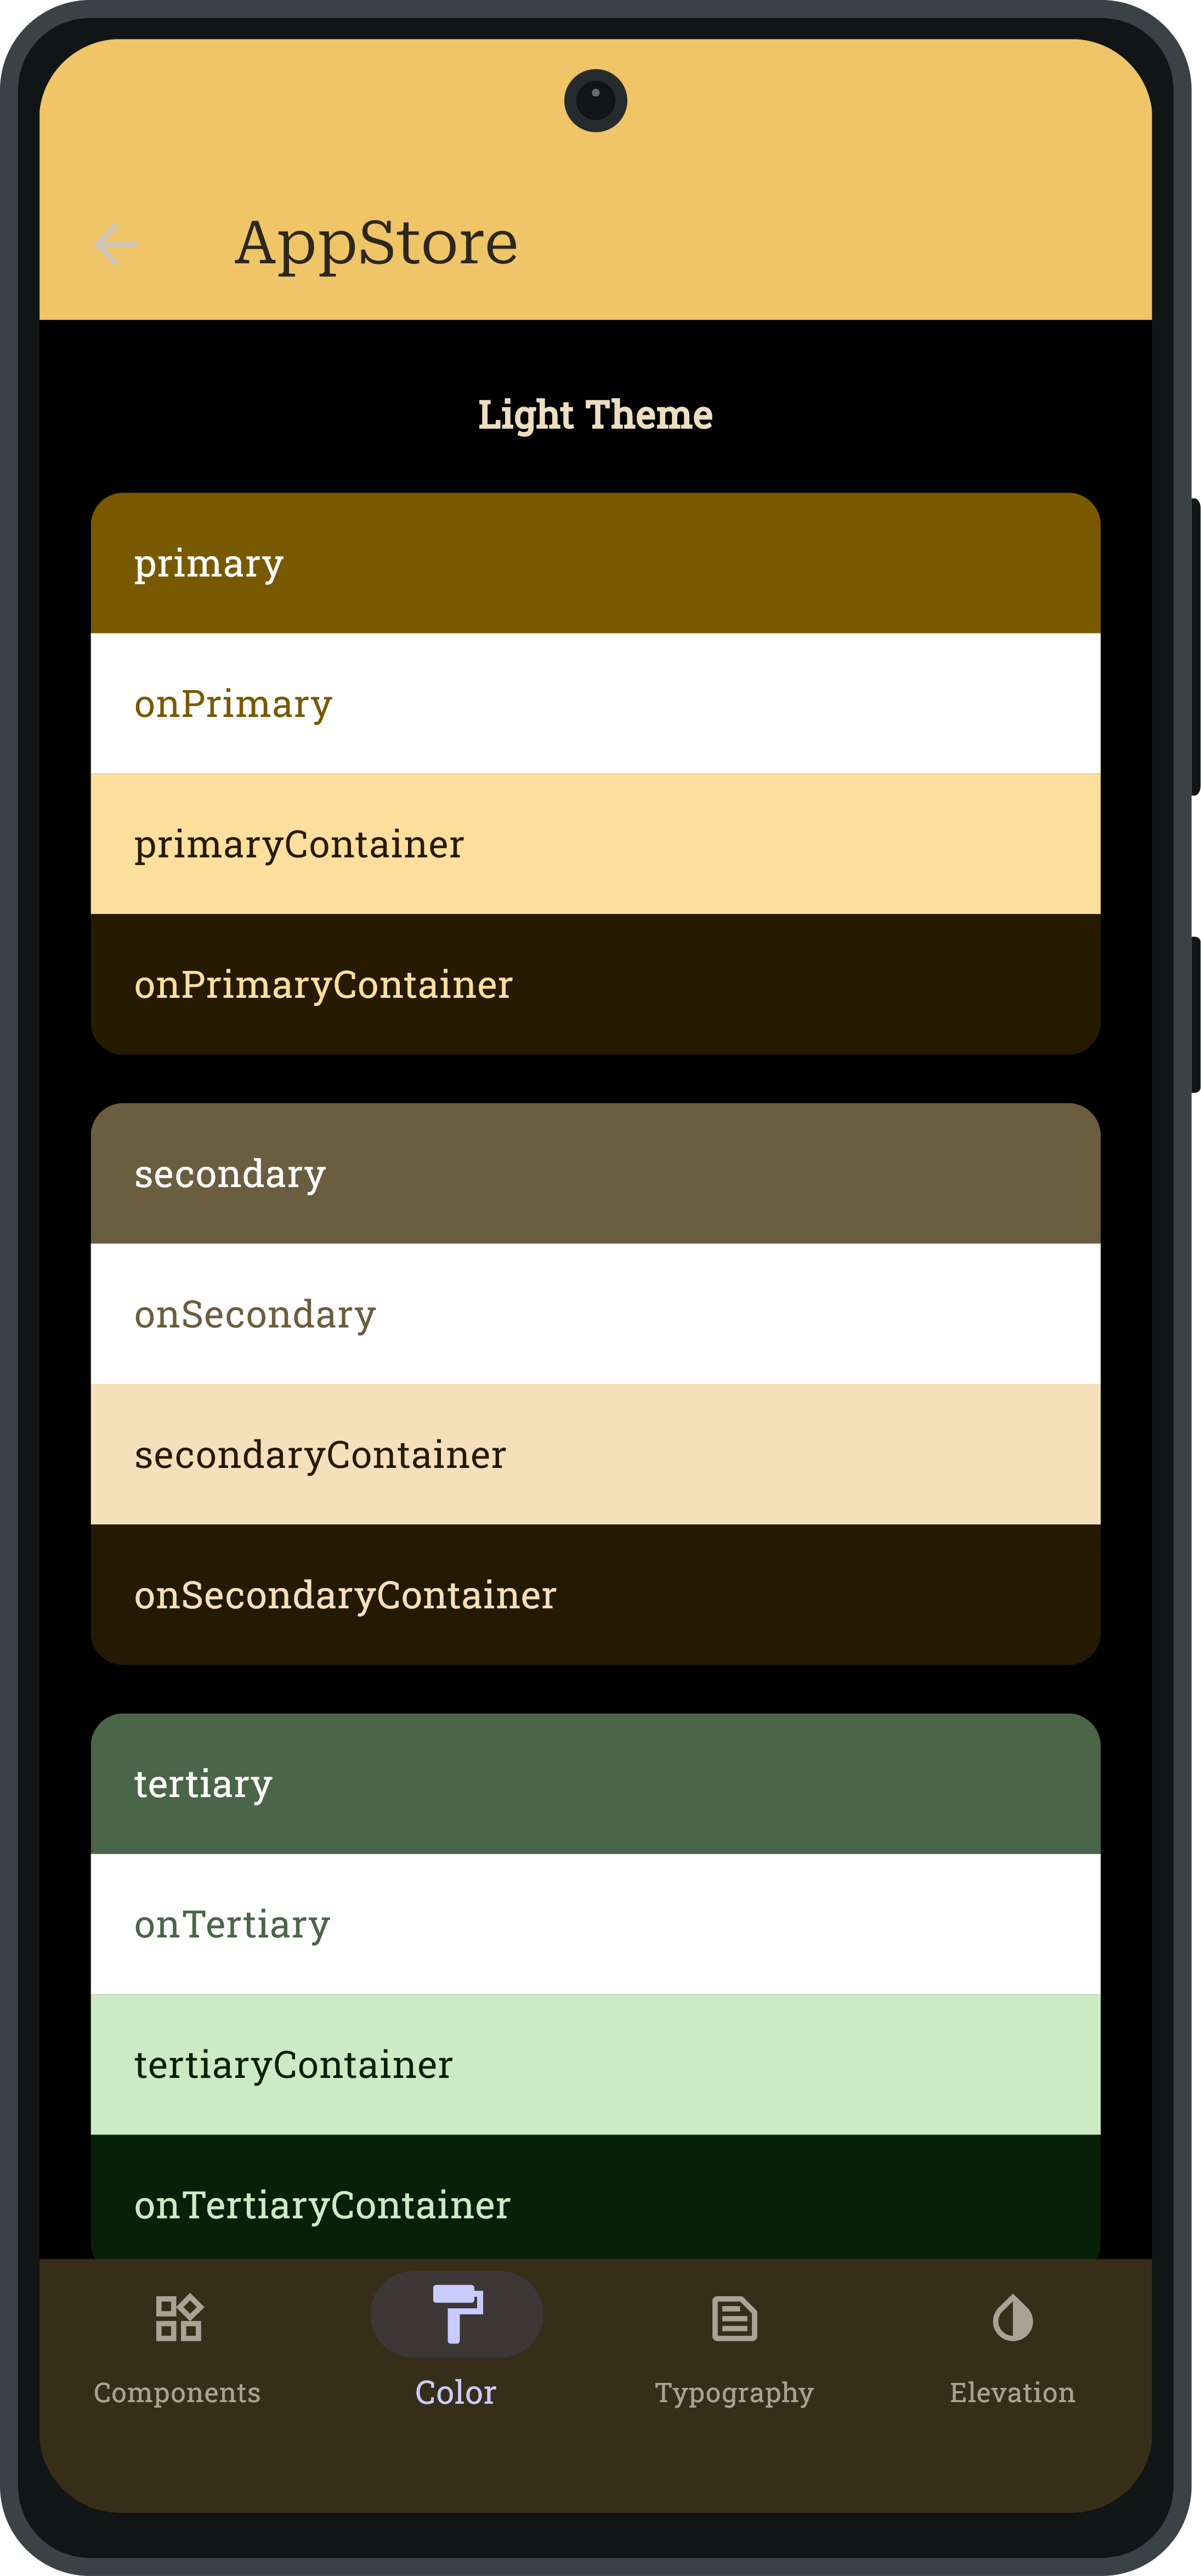 AppStore
Light Theme
primary
onPrimary
primaryContainer
onPrimaryContainer
secondary
onSecondary
secondaryContainer
onSecondaryContainer
tertiary
onTertiary
tertiaryContainer
onTertiaryContainer
Components Color Typography Elevation